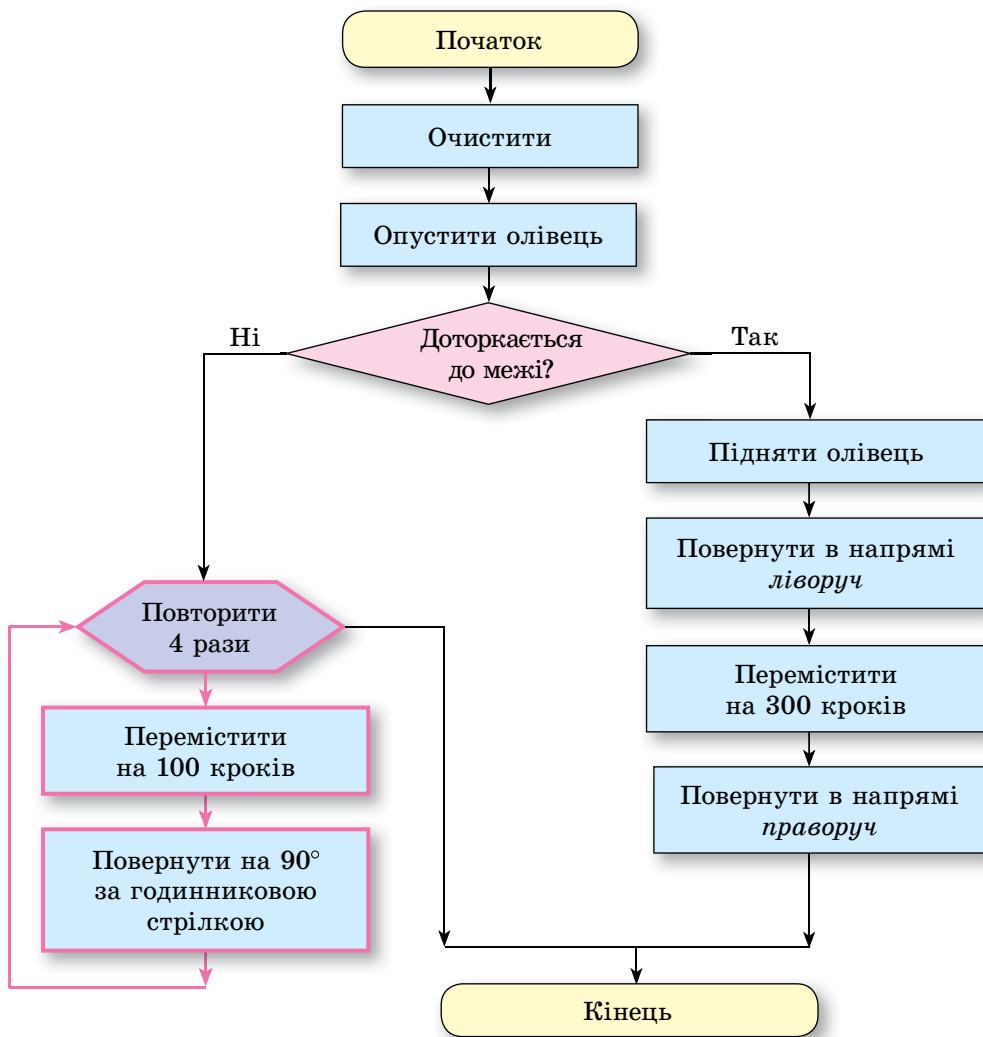 Початок
Очистити
Опустити олівець
Доторкається
до межі?
Ні
Так
Підняти олівець
Повернути в напрямі
ліворуч
Перемістити
на 300 кроків
Повернути в напрямі
праворуч
Повторити
4 рази
Перемістити
на 100 кроків
Повернути на 90°
за годинниковою
стрілкою
Кінець